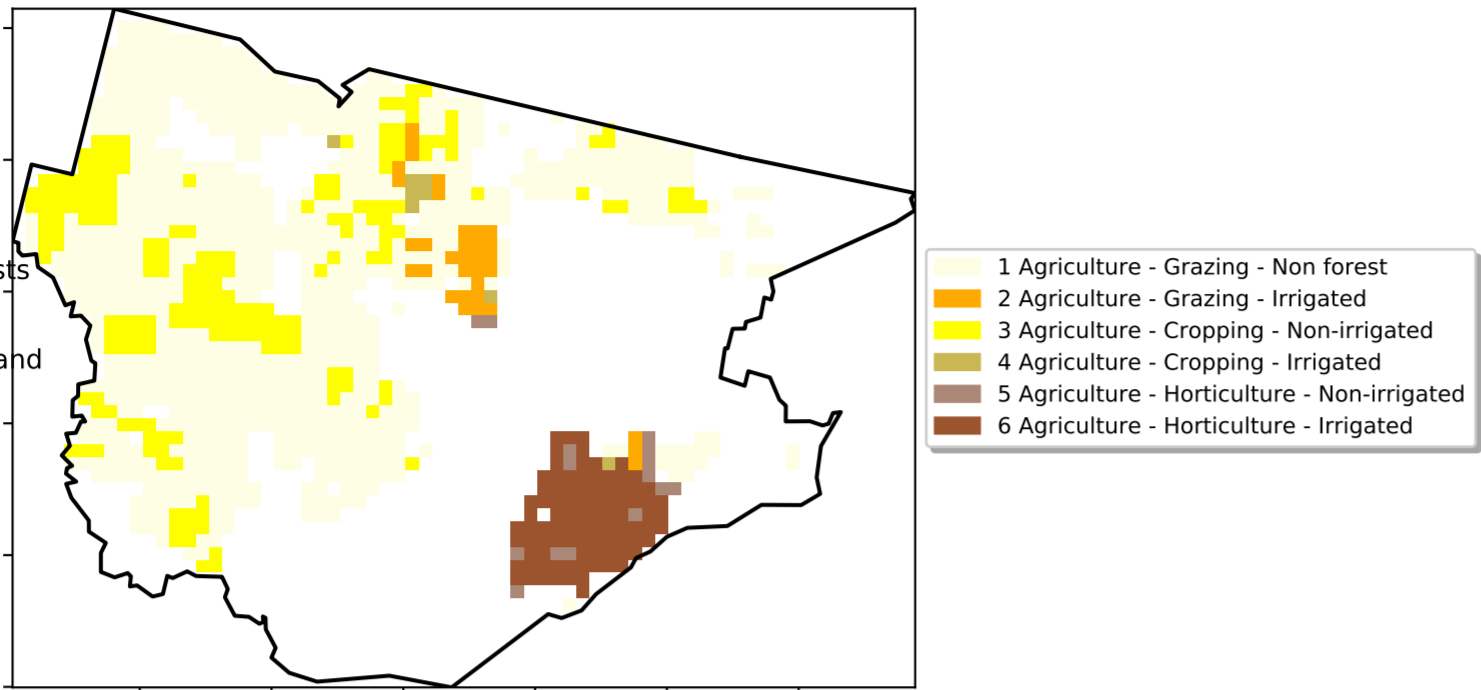 and
1 Agriculture - Grazing - Non forest
2 Agriculture - Grazing - Irrigated
3 Agriculture - Cropping - Non-irrigated
4 Agriculture - Cropping - Irrigated
5 Agriculture - Horticulture - Non-irrigated
6 Agriculture - Horticulture - Irrigated